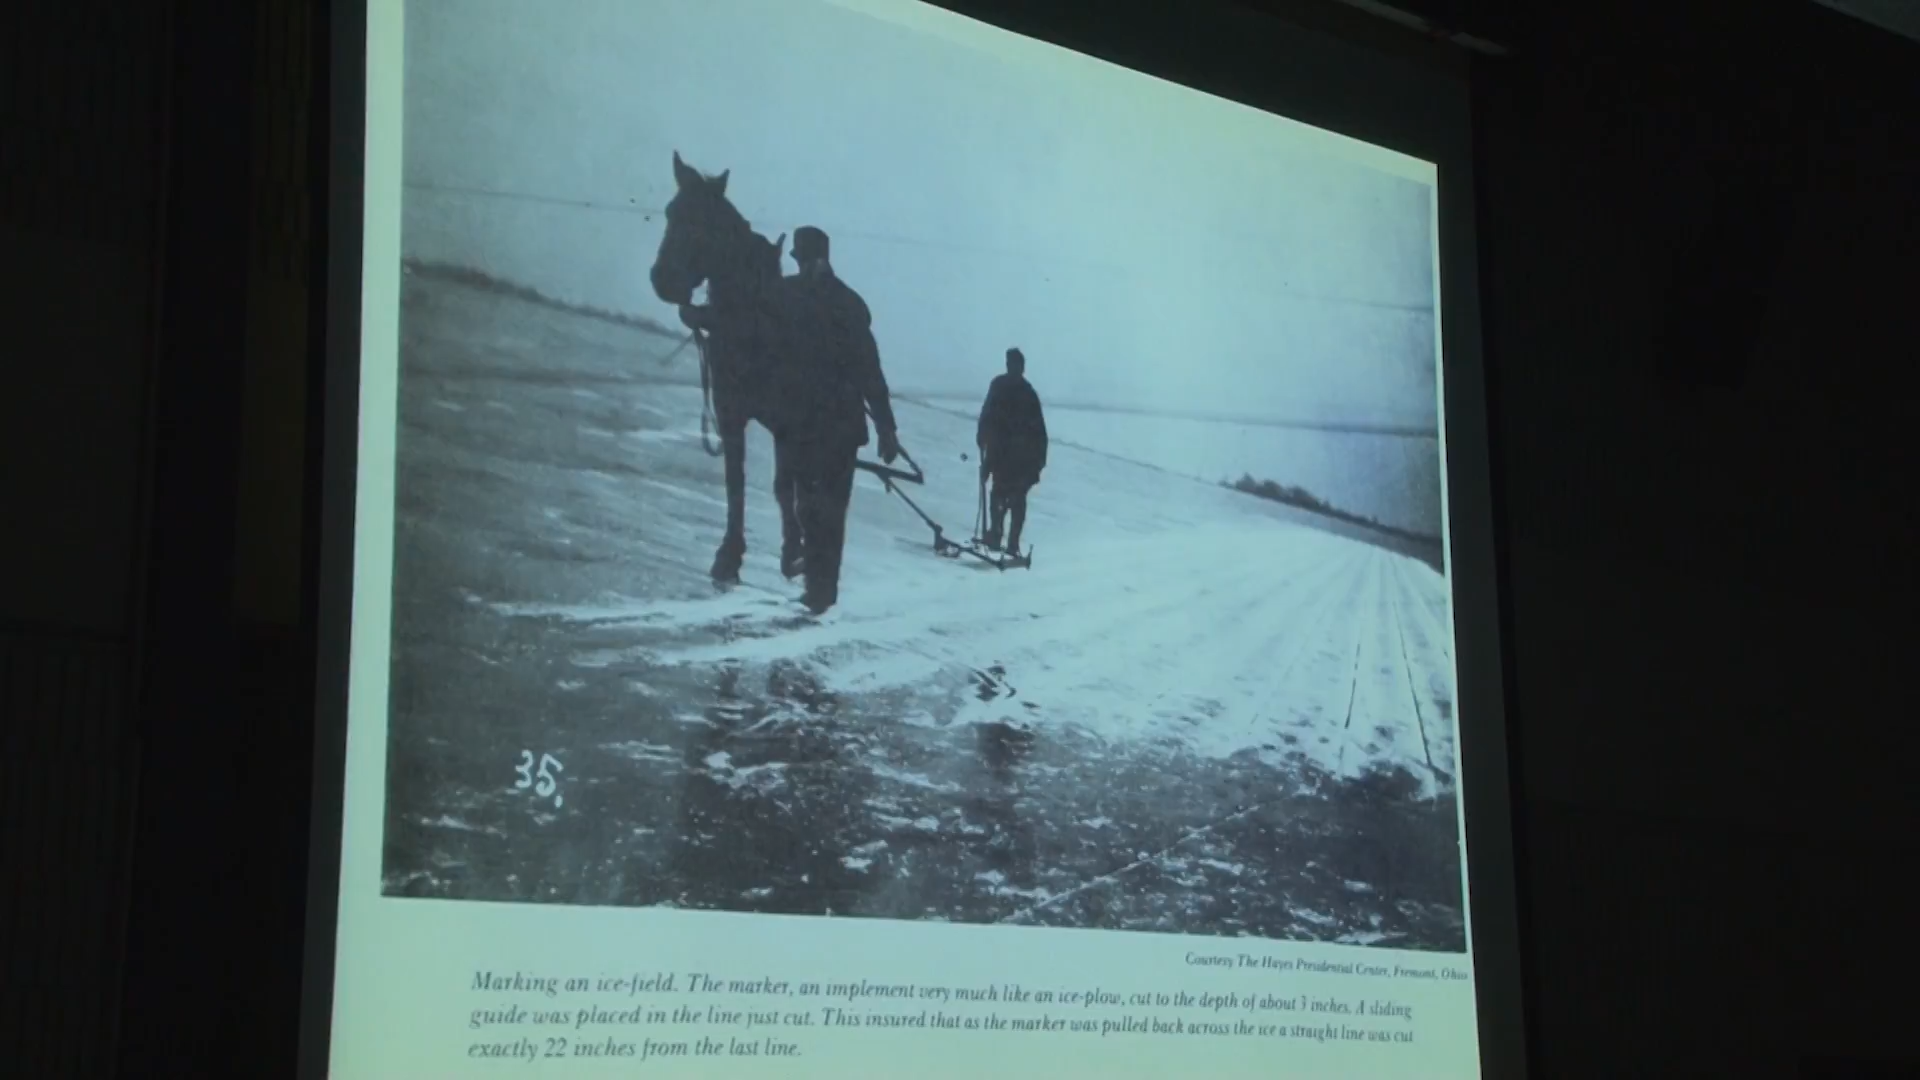 35.
Courtesy The Hayes Presidential Center, Fremont, Ohio
Marking an ice-field. The marker, an implement very much like an ice-plow, cut to the depth of about 3 inches. A sliding
guide was placed in the line just cut. This insured that as the marker was pulled back across the ice a straight line was cut
exactly 22 inches from the last line.